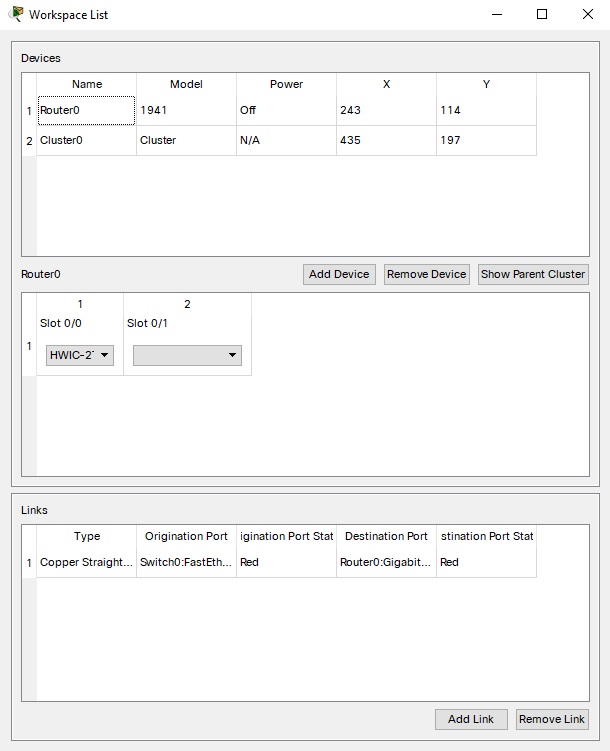 Workspace List
Devices
Name Model Power X Y
1 Router0 1941 Off 243 114
2 Cluster0 Cluster N/A 435 197
Router0 Add Device Remove Device Show Parent Cluster
1 2
Slot 0/0 Slot 0/1
1 HWIC-2T
Links
Type Origination Port igination Port Stat Destination Port stination Port Stat
1 Copper Straight... Switch0:FastEth... Red Router0:Gigabit... Red
Add Link Remove Link